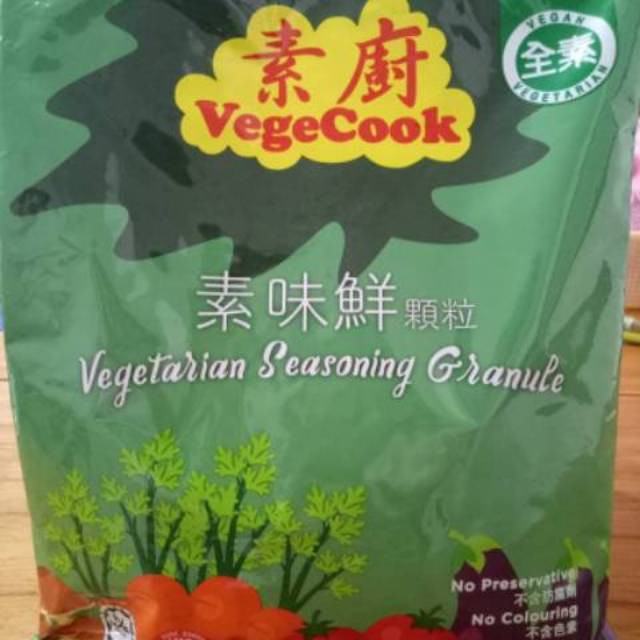 素廚
VegeCook
VEGAN
全素
VEGETARIAN
素味鮮顆粒
Vegetarian Seasoning Granule
No Preservative
不含防腐劑
No Colouring
不含色素